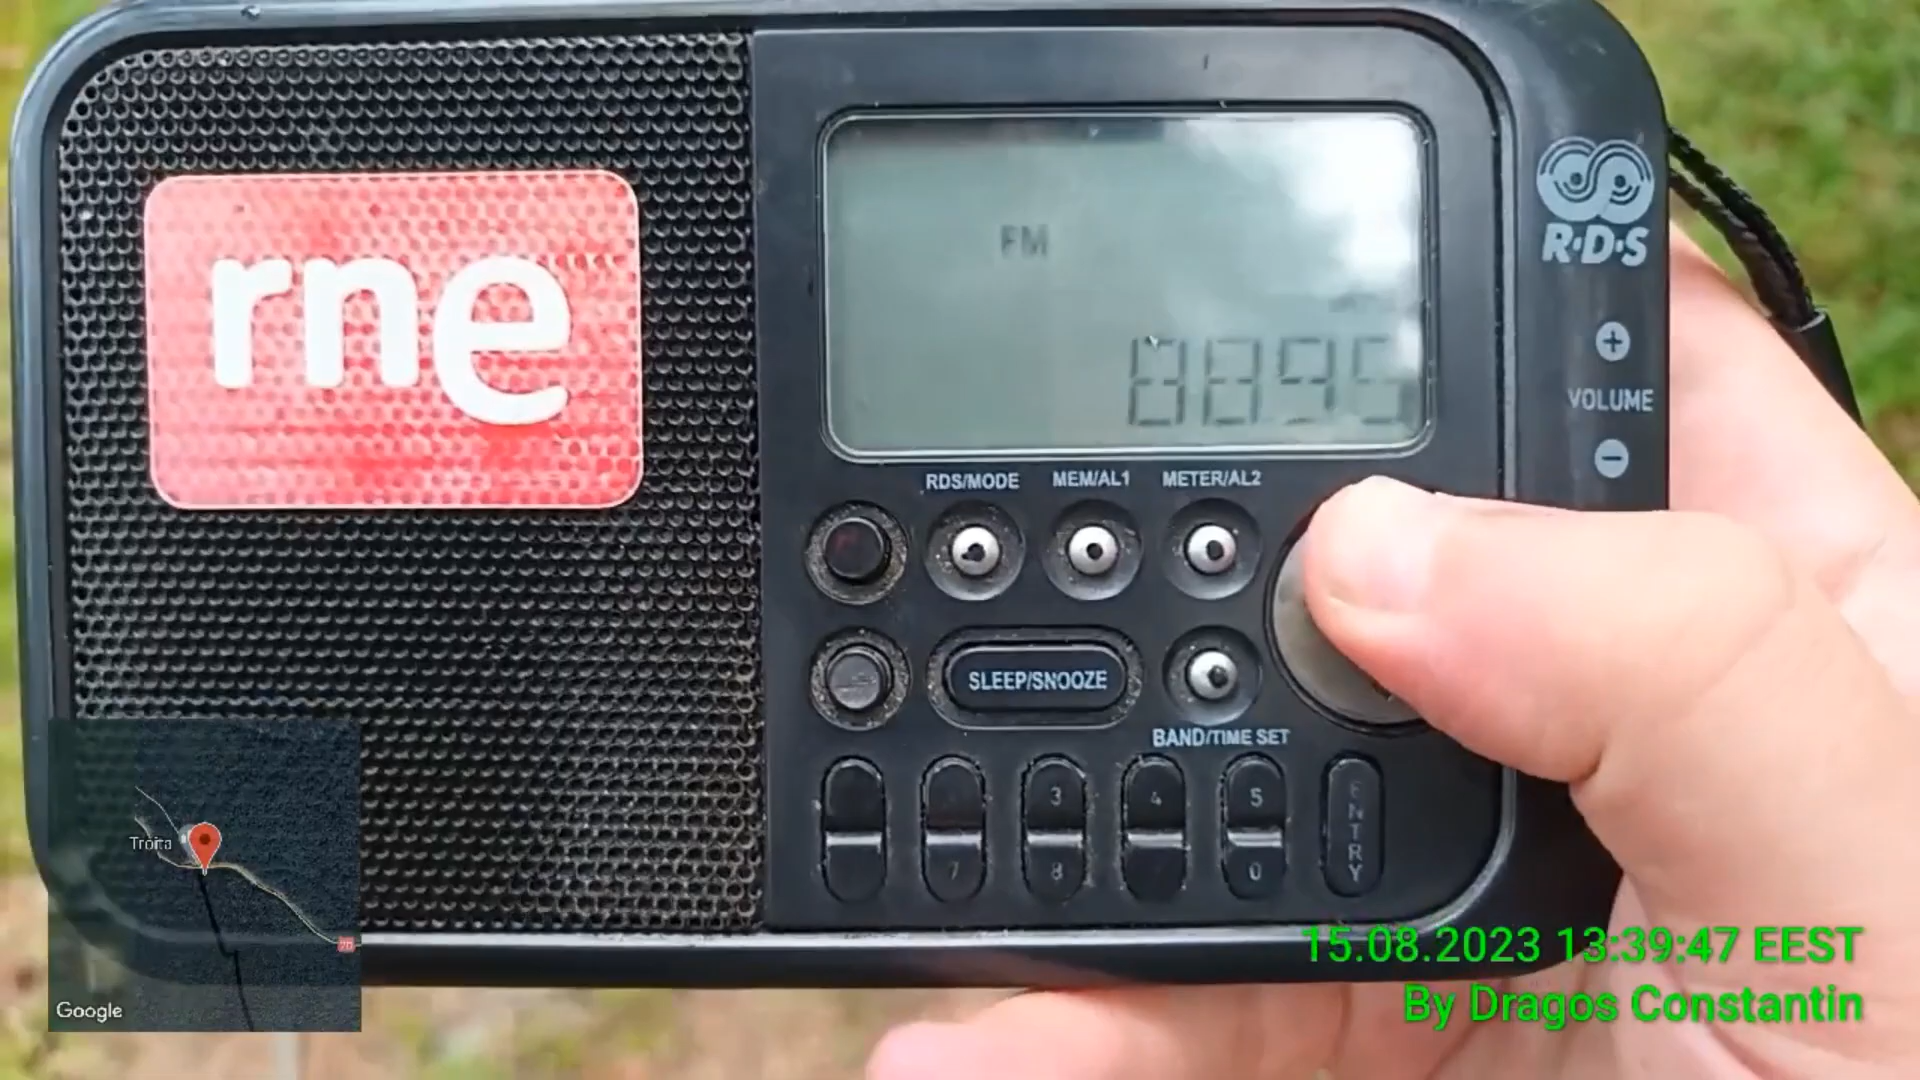 rne
FM
8895
R·D·S
+
VOLUME
−
RDS/MODE
MEM/AL1
METER/AL2
SLEEP/SNOOZE
BAND/TIME SET
3
4
5
7
8
0
ENTRY
Troita
Google
15.08.2023 13:39:47 EEST
By Dragos Constantin